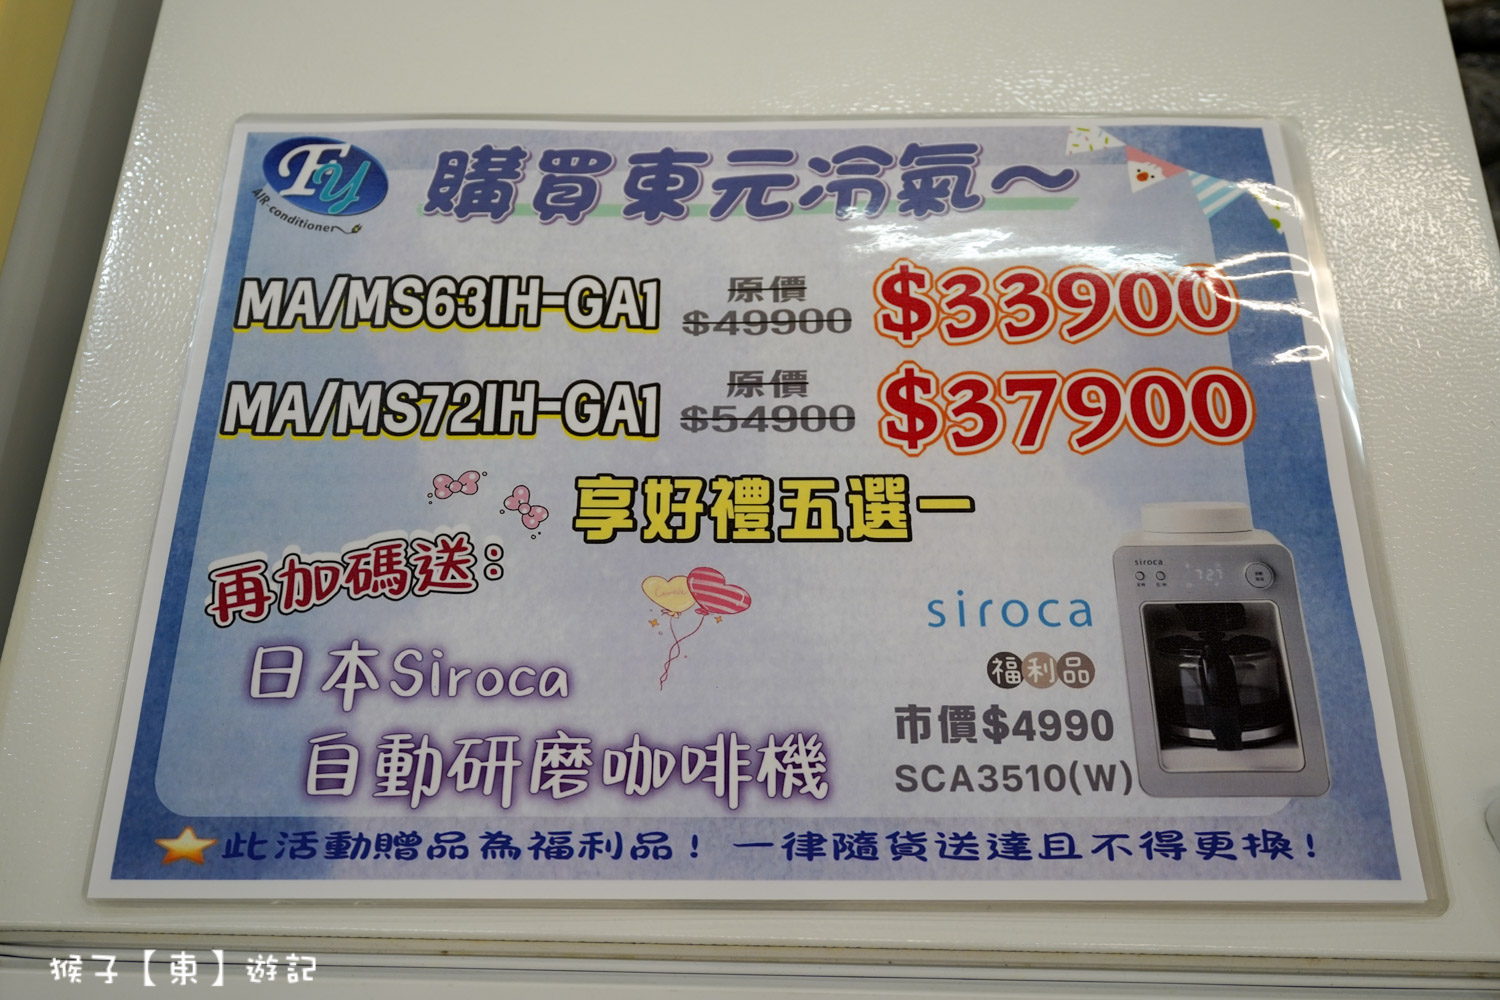 FY
AIR-conditioner
購買東元冷氣～
MA/MS63IH-GA1 原價 $49900 $33900
MA/MS72IH-GA1 原價 $54900 $37900
享好禮五選一
再加碼送：
日本Siroca
自動研磨咖啡機
siroca
福利品
市價$4990
SCA3510(W)
siroca
此活動贈品為福利品！一律隨貨送達且不得更換！
猴子【東】遊記